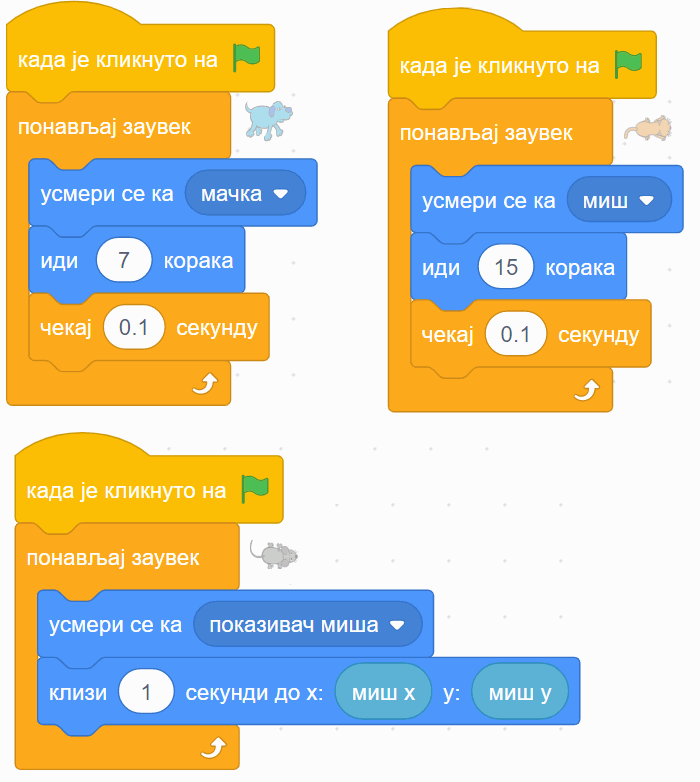 када је кликнуто на
понављај заувек
усмери се ка мачка
иди 7 корака
чекај 0.1 секунду
када је кликнуто на
понављај заувек
усмери се ка миш
иди 15 корака
чекај 0.1 секунду
када је кликнуто на
понављај заувек
усмери се ка показивач миша
клизи 1 секунди до x: миш x y: миш y